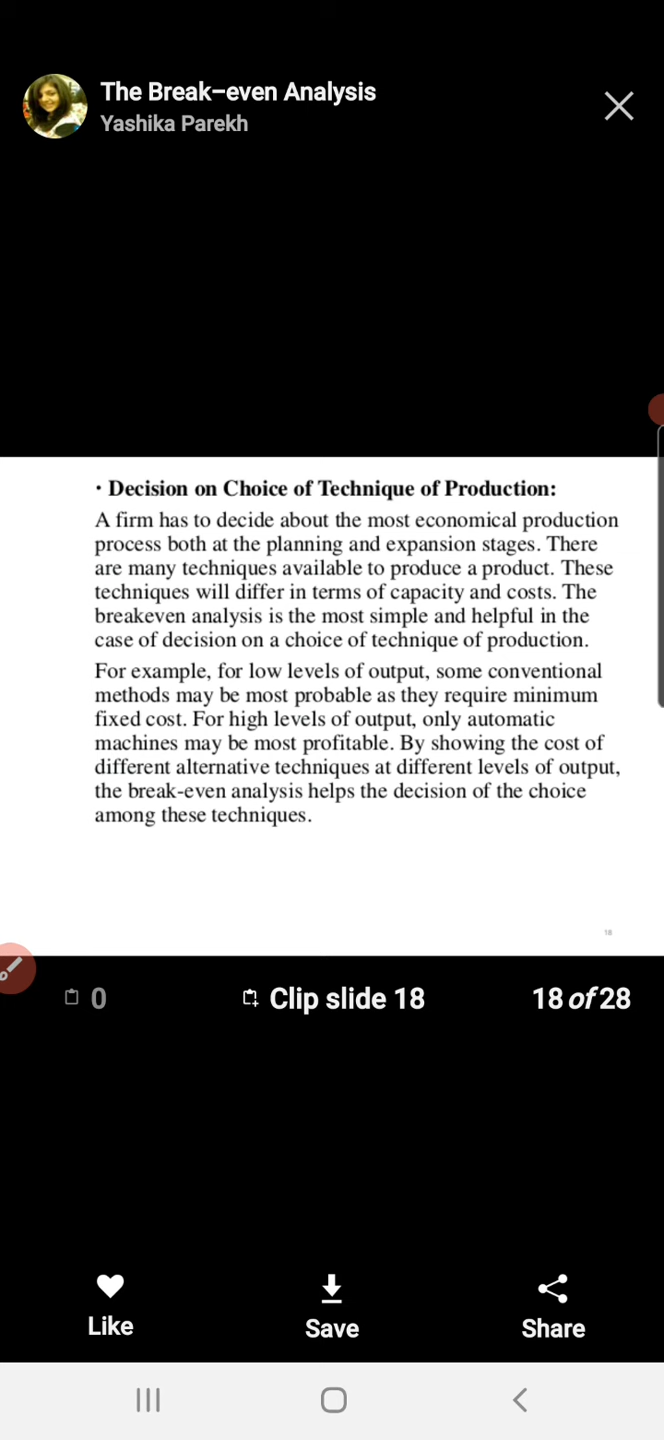 The Break-even Analysis
Yashika Parekh
• Decision on Choice of Technique of Production:
A firm has to decide about the most economical production
process both at the planning and expansion stages. There
are many techniques available to produce a product. These
techniques will differ in terms of capacity and costs. The
breakeven analysis is the most simple and helpful in the
case of decision on a choice of technique of production.
For example, for low levels of output, some conventional
methods may be most probable as they require minimum
fixed cost. For high levels of output, only automatic
machines may be most profitable. By showing the cost of
different alternative techniques at different levels of output,
the break-even analysis helps the decision of the choice
among these techniques.
18
0 Clip slide 18 18 of 28
Like Save Share